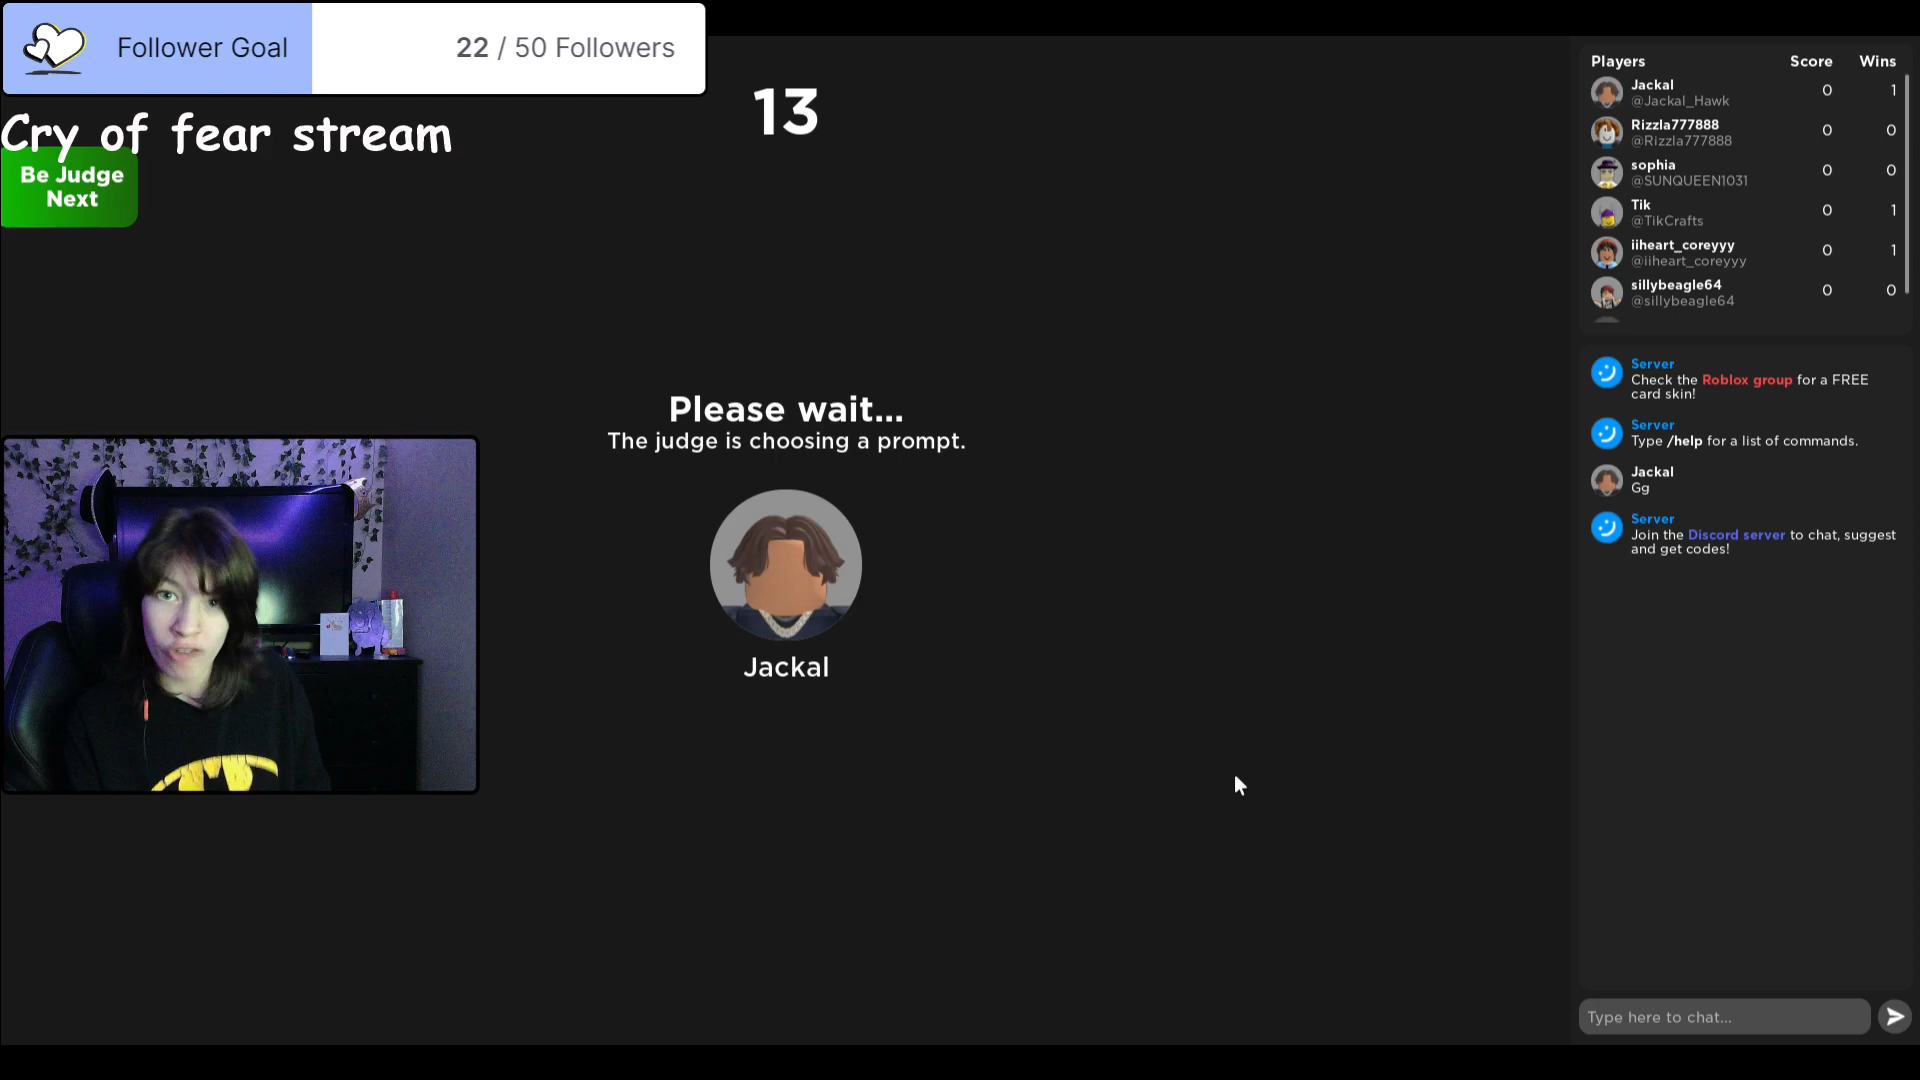 Follower Goal
22 / 50 Followers
Cry of fear stream
Be Judge
Next
13
Please wait...
The judge is choosing a prompt.
Jackal
Players Score Wins
Jackal
@Jackal_Hawk 0 1
Rizzla777888
@Rizzla777888 0 0
sophia
@SUNQUEEN1031 0 0
Tik
@TikCrafts 0 1
iiheart_coreyyy
@iiheart_coreyyy 0 1
sillybeagle64
@sillybeagle64 0 0
Server
Check the Roblox group for a FREE
card skin!
Server
Type /help for a list of commands.
Jackal
Gg
Server
Join the Discord server to chat, suggest
and get codes!
Type here to chat...